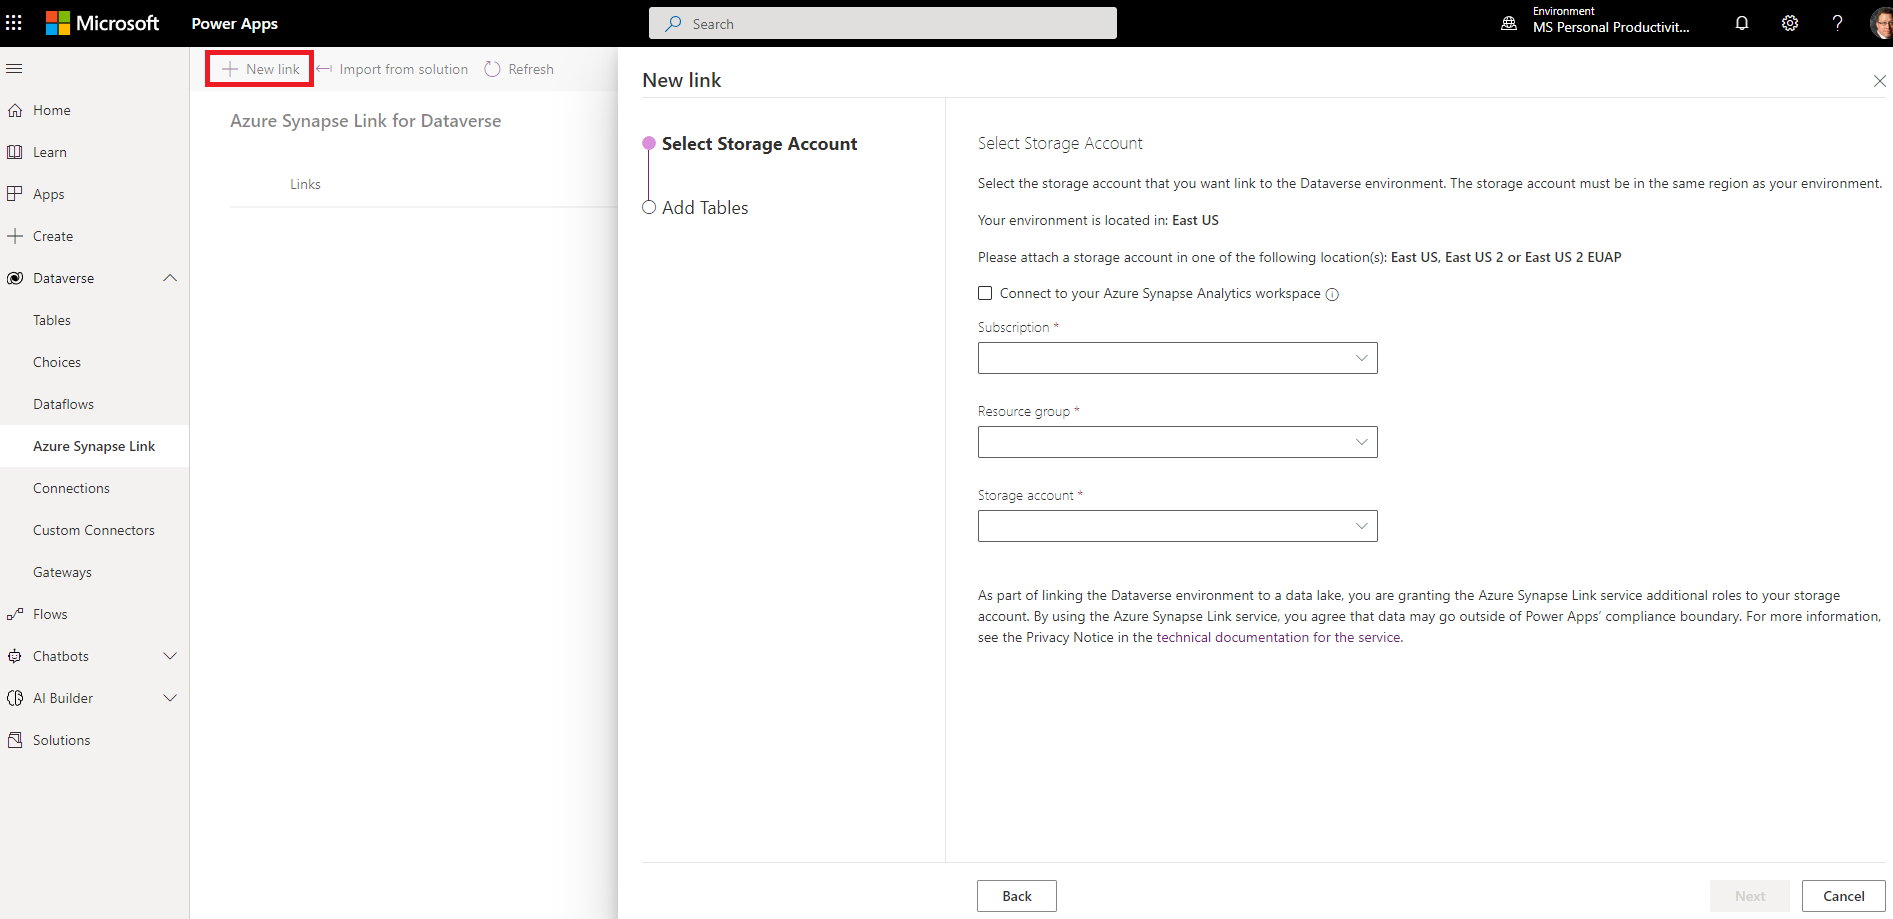 Microsoft
Power Apps
Search
Environment
MS Personal Productivit...
?
New link
Import from solution
Refresh
Home
Learn
Apps
Create
Dataverse
Tables
Choices
Dataflows
Azure Synapse Link
Connections
Custom Connectors
Gateways
Flows
Chatbots
AI Builder
Solutions
Azure Synapse Link for Dataverse
Links
New link
Select Storage Account
Add Tables
Select Storage Account
Select the storage account that you want link to the Dataverse environment. The storage account must be in the same region as your environment.
Your environment is located in: East US
Please attach a storage account in one of the following location(s): East US, East US 2 or East US 2 EUAP
Connect to your Azure Synapse Analytics workspace
Subscription *
Resource group *
Storage account *
As part of linking the Dataverse environment to a data lake, you are granting the Azure Synapse Link service additional roles to your storage
account. By using the Azure Synapse Link service, you agree that data may go outside of Power Apps’ compliance boundary. For more information,
see the Privacy Notice in the technical documentation for the service.
Back
Next
Cancel